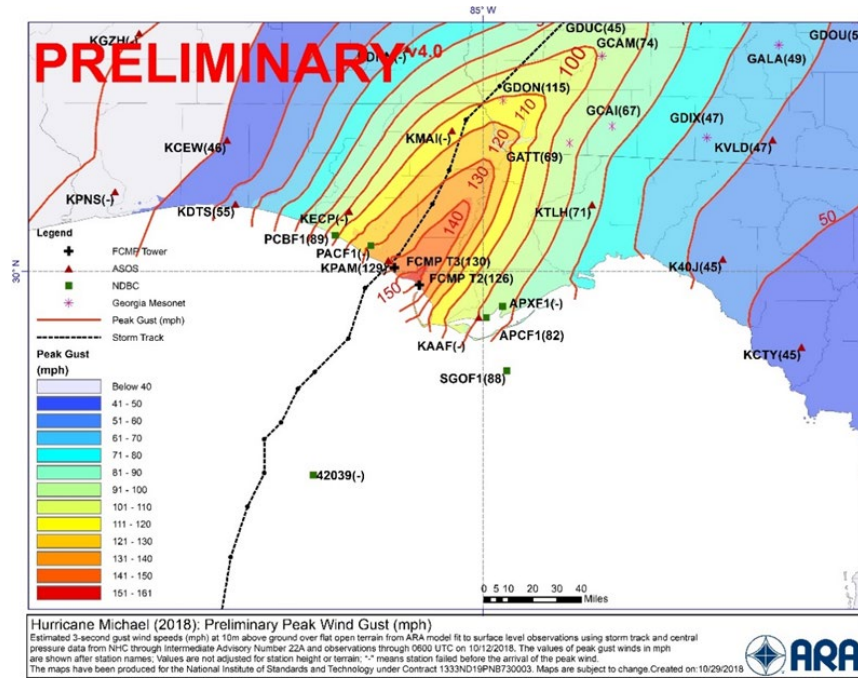 85° W
PRELIMINARY v4.0
KGZH(-)
GDUC(45)
GCAM(74)
GALA(49)
100
GDON(115)
110
KMAI(-)
120
GCAI(67)
GDIX(47)
KVLD(47)
GATT(69)
KCEW(46)
130
KPNS(-)
KDTS(55)
KECP(-)
140
KTLH(71)
50
PCBF1(89)
PACF1(-)
KPAM(129)
FCMP T3(130)
FCMP T2(126)
K40J(45)
30° N
150
APXF1(-)
APCF1(82)
KAAF(-)
KCTY(45)
SGOF1(88)
42039(-)
Legend
FCMP Tower
ASOS
NDBC
Georgia Mesonet
Peak Gust (mph)
Storm Track
Peak Gust
(mph)
Below 40
41 - 50
51 - 60
61 - 70
71 - 80
81 - 90
91 - 100
101 - 110
111 - 120
121 - 130
131 - 140
141 - 150
151 - 161
0 5 10 20 30 40
Miles
Hurricane Michael (2018): Preliminary Peak Wind Gust (mph)
Estimated 3-second gust wind speeds (mph) at 10m above ground over flat open terrain from ARA model fit to surface level observations using storm track and central
pressure data from NHC through Intermediate Advisory Number 22A and observations through 0600 UTC on 10/12/2018. The values of peak gust winds in mph
are shown after station names; Values are not adjusted for station height or terrain; "-" means station failed before the arrival of the peak wind.
The maps have been produced for the National Institute of Standards and Technology under Contract 1333ND19PNB730003. Maps are subject to change.Created on:10/29/2018
ARA